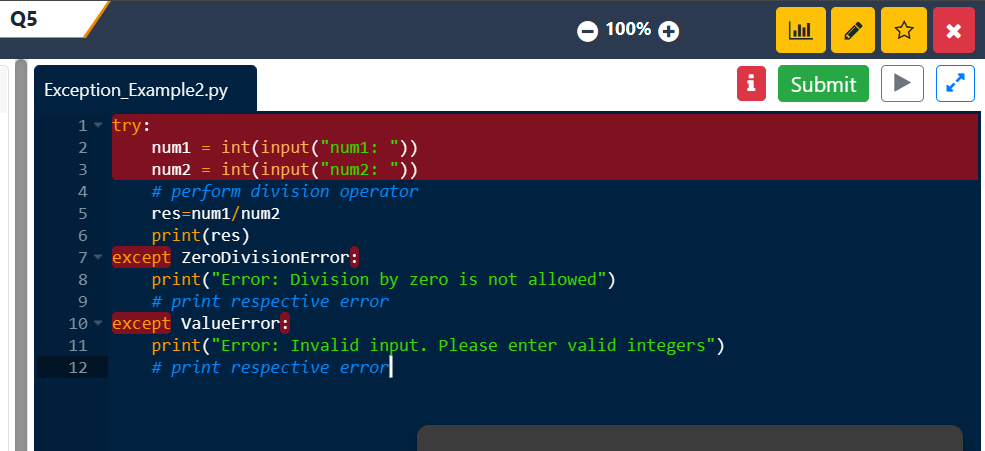 Q5
100%
Exception_Example2.py
Submit
1 try:
2     num1 = int(input("num1: "))
3     num2 = int(input("num2: "))
4     # perform division operator
5     res=num1/num2
6     print(res)
7 except ZeroDivisionError:
8     print("Error: Division by zero is not allowed")
9     # print respective error
10 except ValueError:
11     print("Error: Invalid input. Please enter valid integers")
12     # print respective error